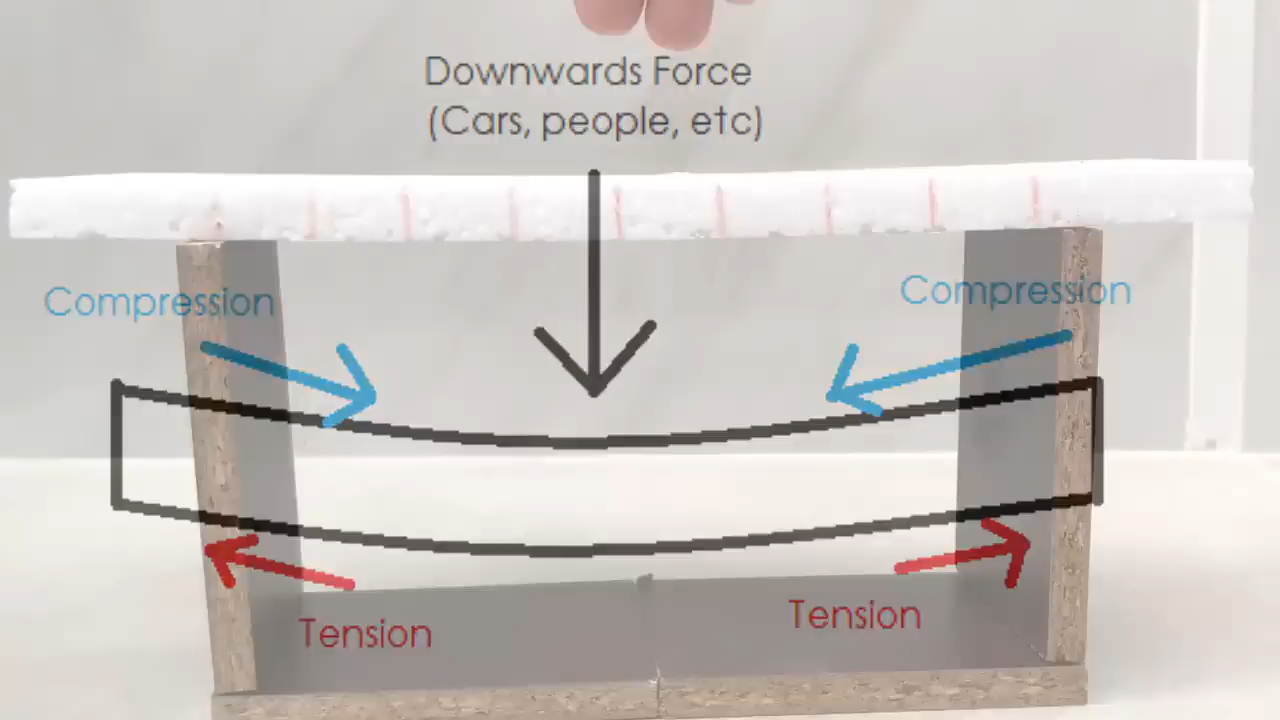 Downwards Force
(Cars, people, etc)
Compression
Compression
Tension
Tension